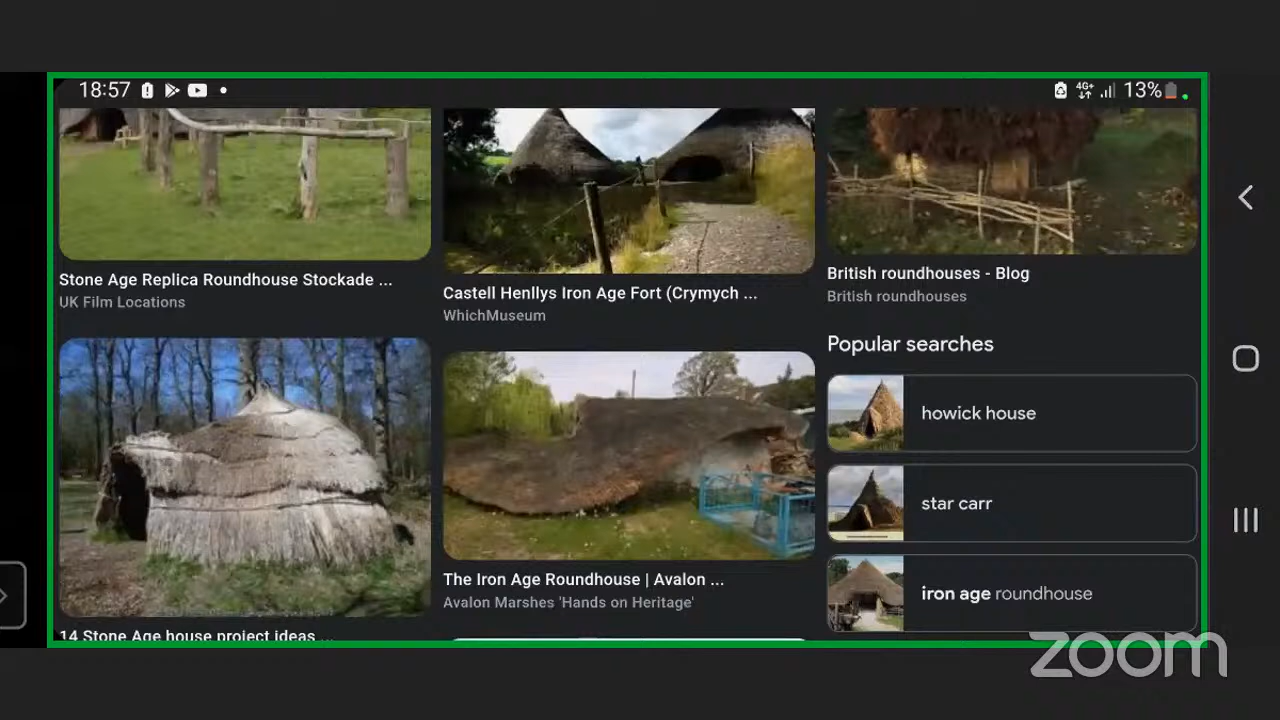 18:57
4G+
13%
Stone Age Replica Roundhouse Stockade ...
UK Film Locations
Castell Henllys Iron Age Fort (Crymych ...
WhichMuseum
British roundhouses - Blog
British roundhouses
Popular searches
howick house
star carr
iron age roundhouse
The Iron Age Roundhouse | Avalon ...
Avalon Marshes 'Hands on Heritage'
14 Stone Age house project ideas ...
zoom